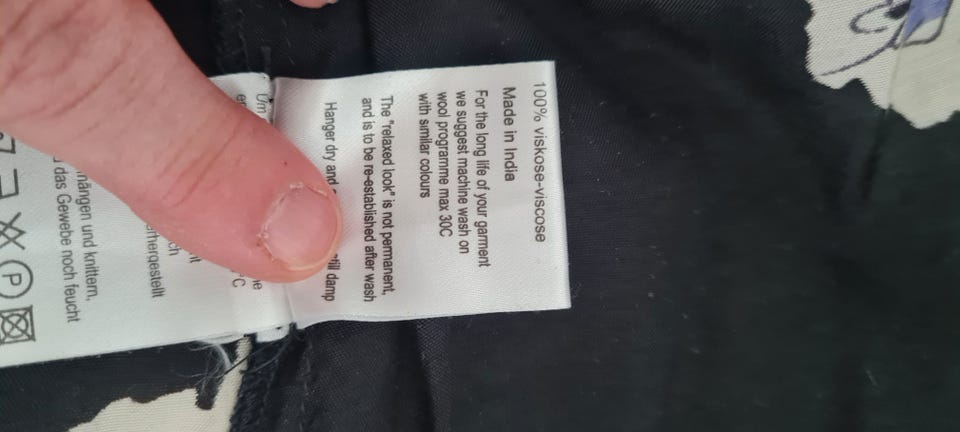 100% viskose-viscose
Made in India
For the long life of your garment
we suggest machine wash on
wool programme max 30C
with similar colours
The "relaxed look" is not permanent,
and is to be re-established after wash
Hanger dry and still damp
C
hergestellt
hängen und knittern,
das Gewebe noch feucht
P